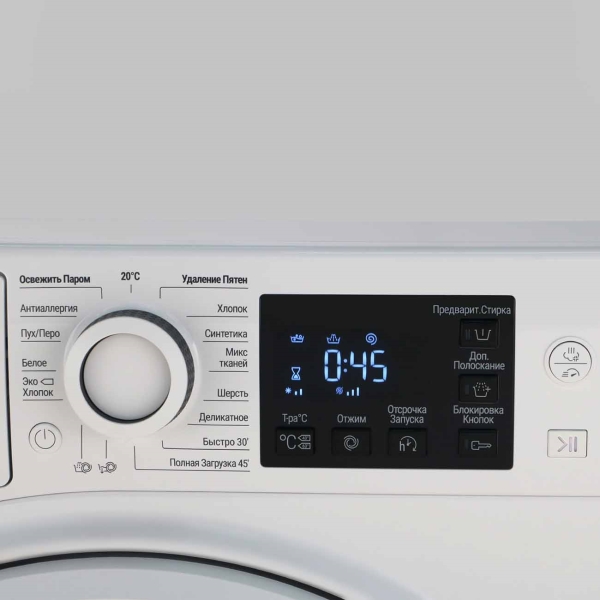 Освежить Паром
20°C
Удаление Пятен
Антиаллергия
Пух/Перо
Белое
Эко
Хлопок
Хлопок
Синтетика
Микс
тканей
Шерсть
Деликатное
Быстро 30'
Полная Загрузка 45'
0:45
Предварит.Стирка
Доп.
Полоскание
Блокировка
Кнопок
Т-ра°C
Отжим
Отсрочка
Запуска
°C
h